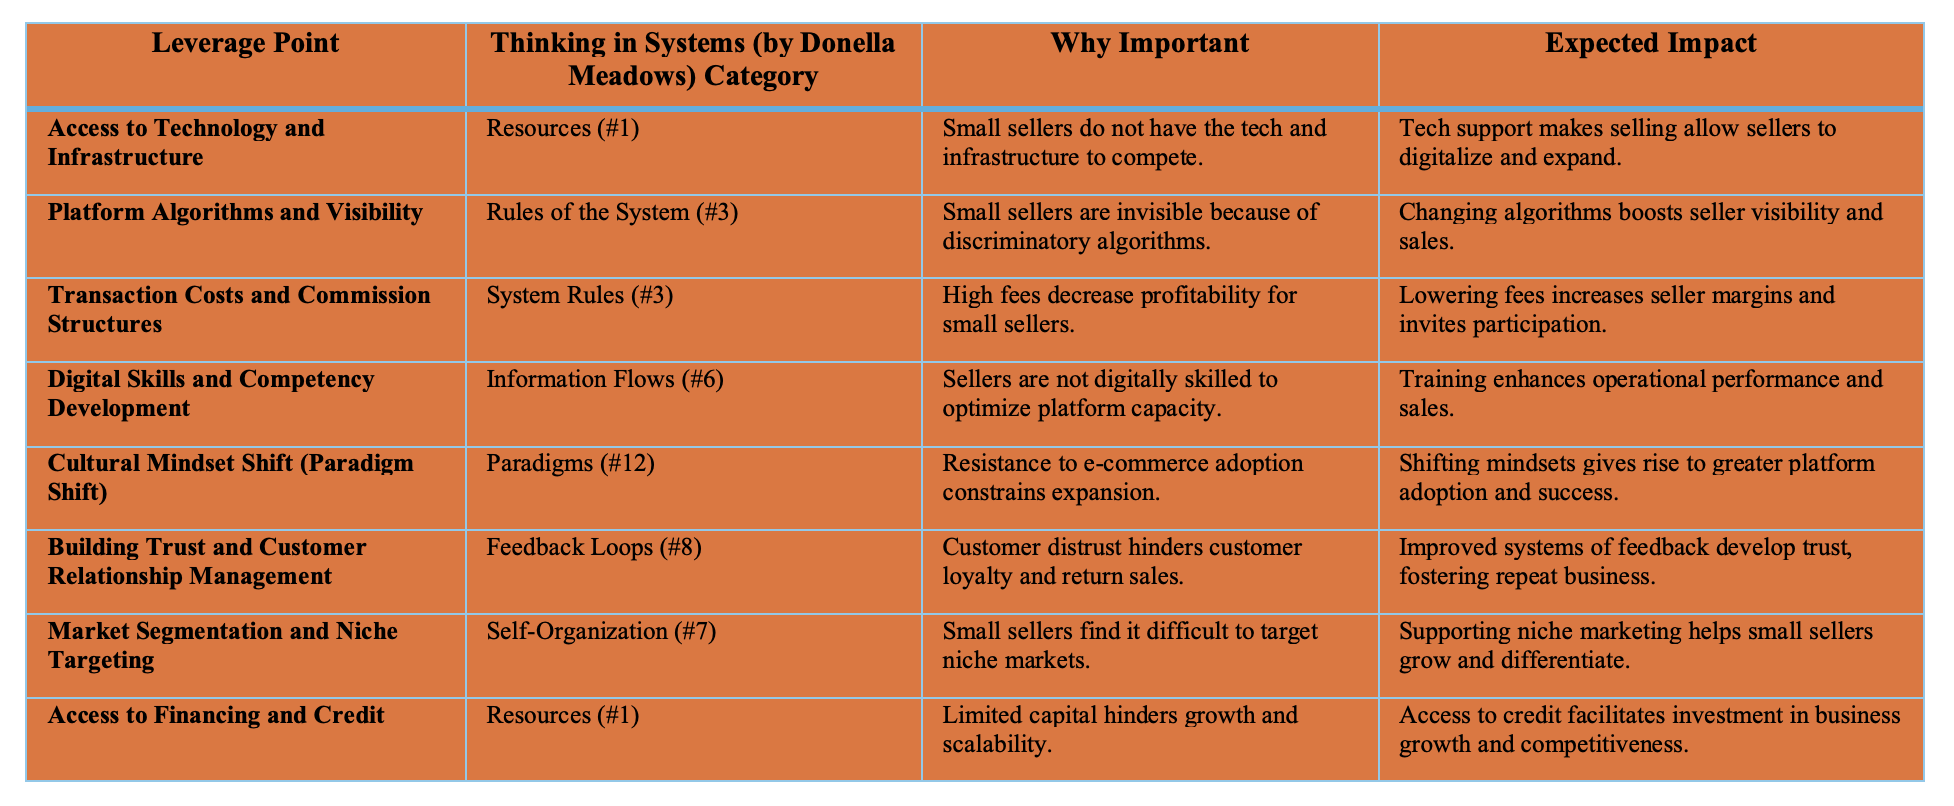 Leverage Point
Thinking in Systems (by Donella
Meadows) Category
Why Important
Expected Impact
Access to Technology and
Infrastructure
Resources (#1)
Small sellers do not have the tech and
infrastructure to compete.
Tech support makes selling allow sellers to
digitalize and expand.
Platform Algorithms and Visibility
Rules of the System (#3)
Small sellers are invisible because of
discriminatory algorithms.
Changing algorithms boosts seller visibility and
sales.
Transaction Costs and Commission
Structures
System Rules (#3)
High fees decrease profitability for
small sellers.
Lowering fees increases seller margins and
invites participation.
Digital Skills and Competency
Development
Information Flows (#6)
Sellers are not digitally skilled to
optimize platform capacity.
Training enhances operational performance and
sales.
Cultural Mindset Shift (Paradigm
Shift)
Paradigms (#12)
Resistance to e-commerce adoption
constrains expansion.
Shifting mindsets gives rise to greater platform
adoption and success.
Building Trust and Customer
Relationship Management
Feedback Loops (#8)
Customer distrust hinders customer
loyalty and return sales.
Improved systems of feedback develop trust,
fostering repeat business.
Market Segmentation and Niche
Targeting
Self-Organization (#7)
Small sellers find it difficult to target
niche markets.
Supporting niche marketing helps small sellers
grow and differentiate.
Access to Financing and Credit
Resources (#1)
Limited capital hinders growth and
scalability.
Access to credit facilitates investment in business
growth and competitiveness.